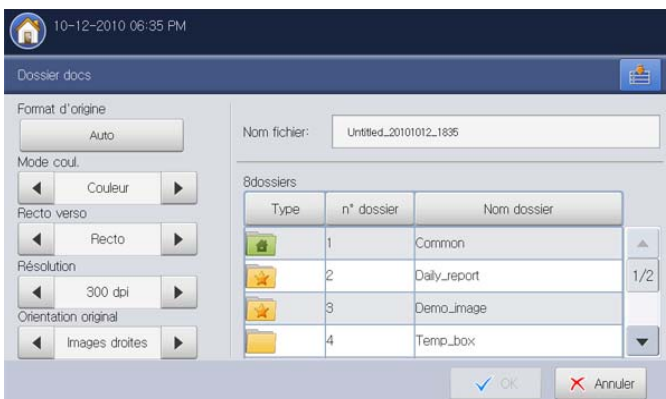 10-12-2010 06:35 PM
Dossier docs
Format d'origine
Auto
Mode coul.
Couleur
Recto verso
Recto
Résolution
300 dpi
Orientation original
Images droites
Nom fichier: Untitled_20101012_1835
8dossiers
Type n° dossier Nom dossier
1 Common
2 Daily_report
3 Demo_image
4 Temp_box
1/2
OK Annuler